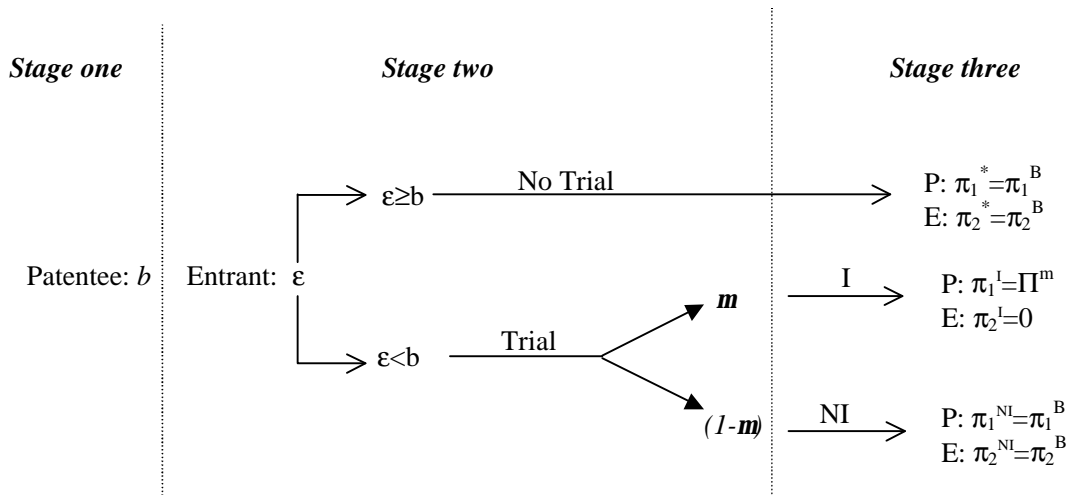 Stage one
Stage two
Stage three
Patentee: b
Entrant: ε
ε≥b
No Trial
P: π₁*=π₁ᴮ
E: π₂*=π₂ᴮ
ε<b
Trial
m
I
P: π₁ᴵ=Πᵐ
E: π₂ᴵ=0
(1-m)
NI
P: π₁ᴺᴵ=π₁ᴮ
E: π₂ᴺᴵ=π₂ᴮ